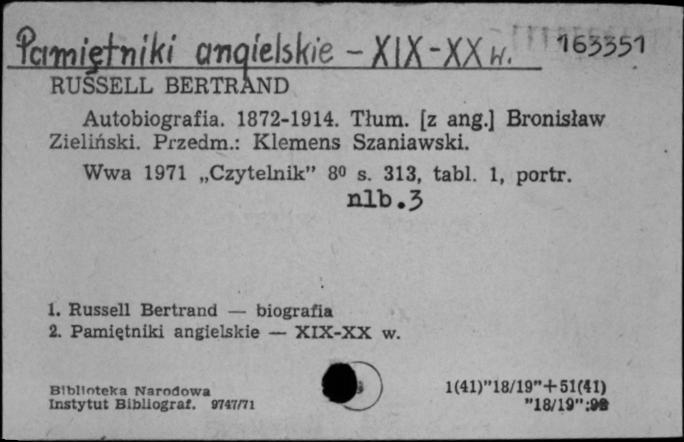 Pamiętniki angielskie - XIX-XX w. 163351
RUSSELL BERTRAND
Autobiografia. 1872-1914. Tłum. [z ang.] Bronisław
Zieliński. Przedm.: Klemens Szaniawski.
Wwa 1971 „Czytelnik” 8º s. 313, tabl. 1, portr.
nlb.3
1. Russell Bertrand — biografia
2. Pamiętniki angielskie — XIX-XX w.
Biblioteka Narodowa 1(41)”18/19”+51(41)
Instytut Bibliograf. 9747/71 ”18/19”:92